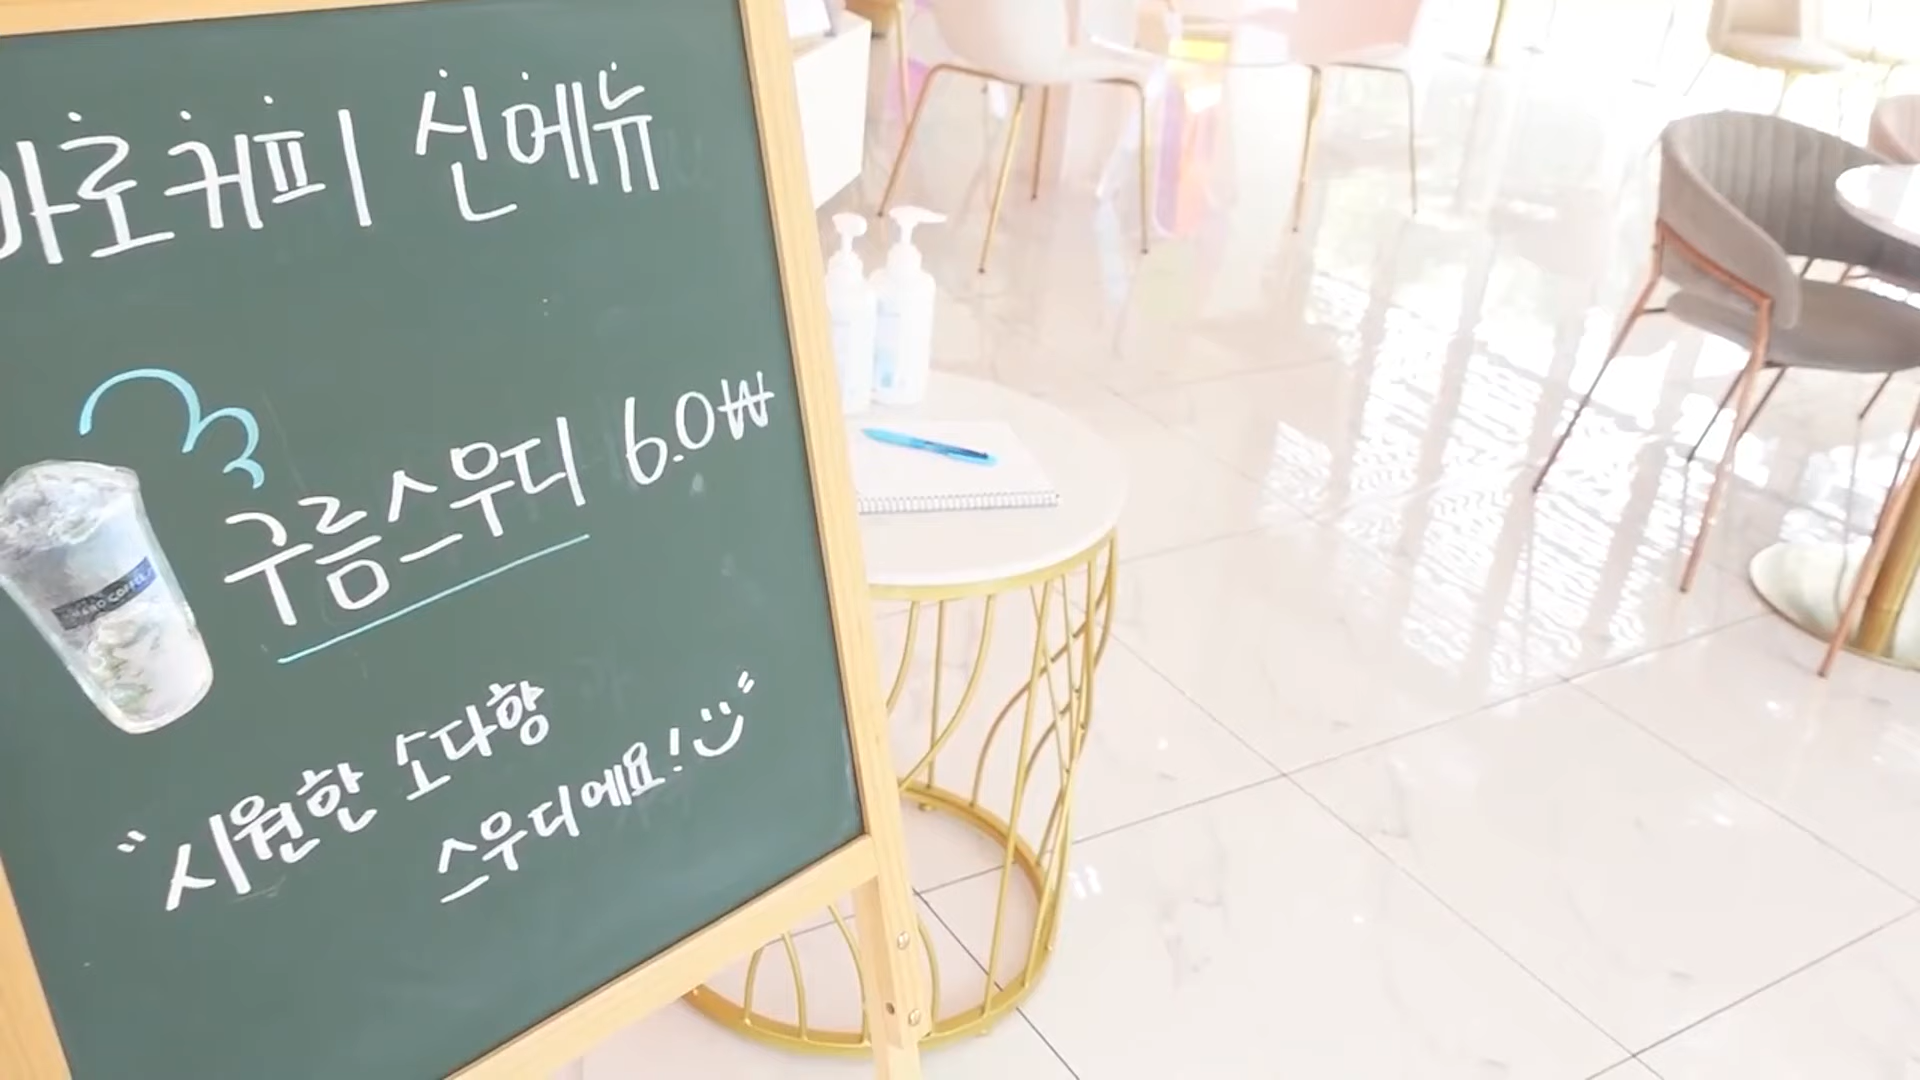 아로커피 신메뉴
구름스무디 6.0₩
"시원한 소다향
스무디에요!"